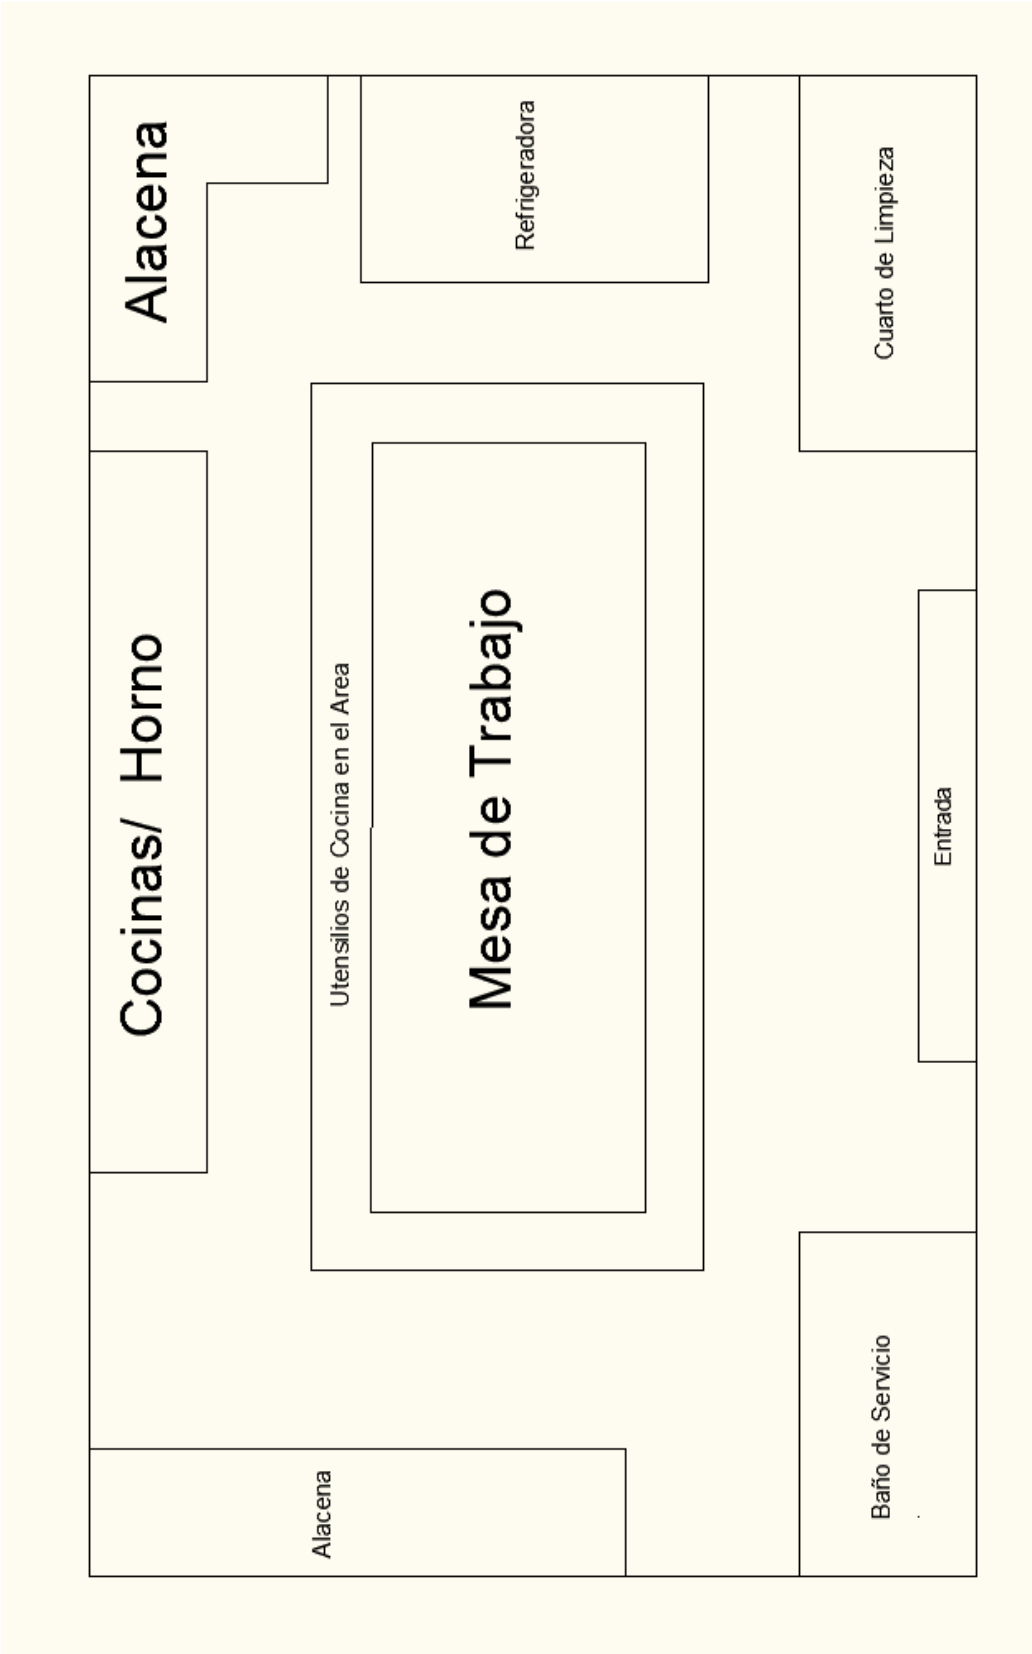 Alacena
Cocinas/ Horno
Alacena
Utensilios de Cocina en el Area
Mesa de Trabajo
Refrigeradora
Baño de Servicio
Cuarto de Limpieza
Entrada